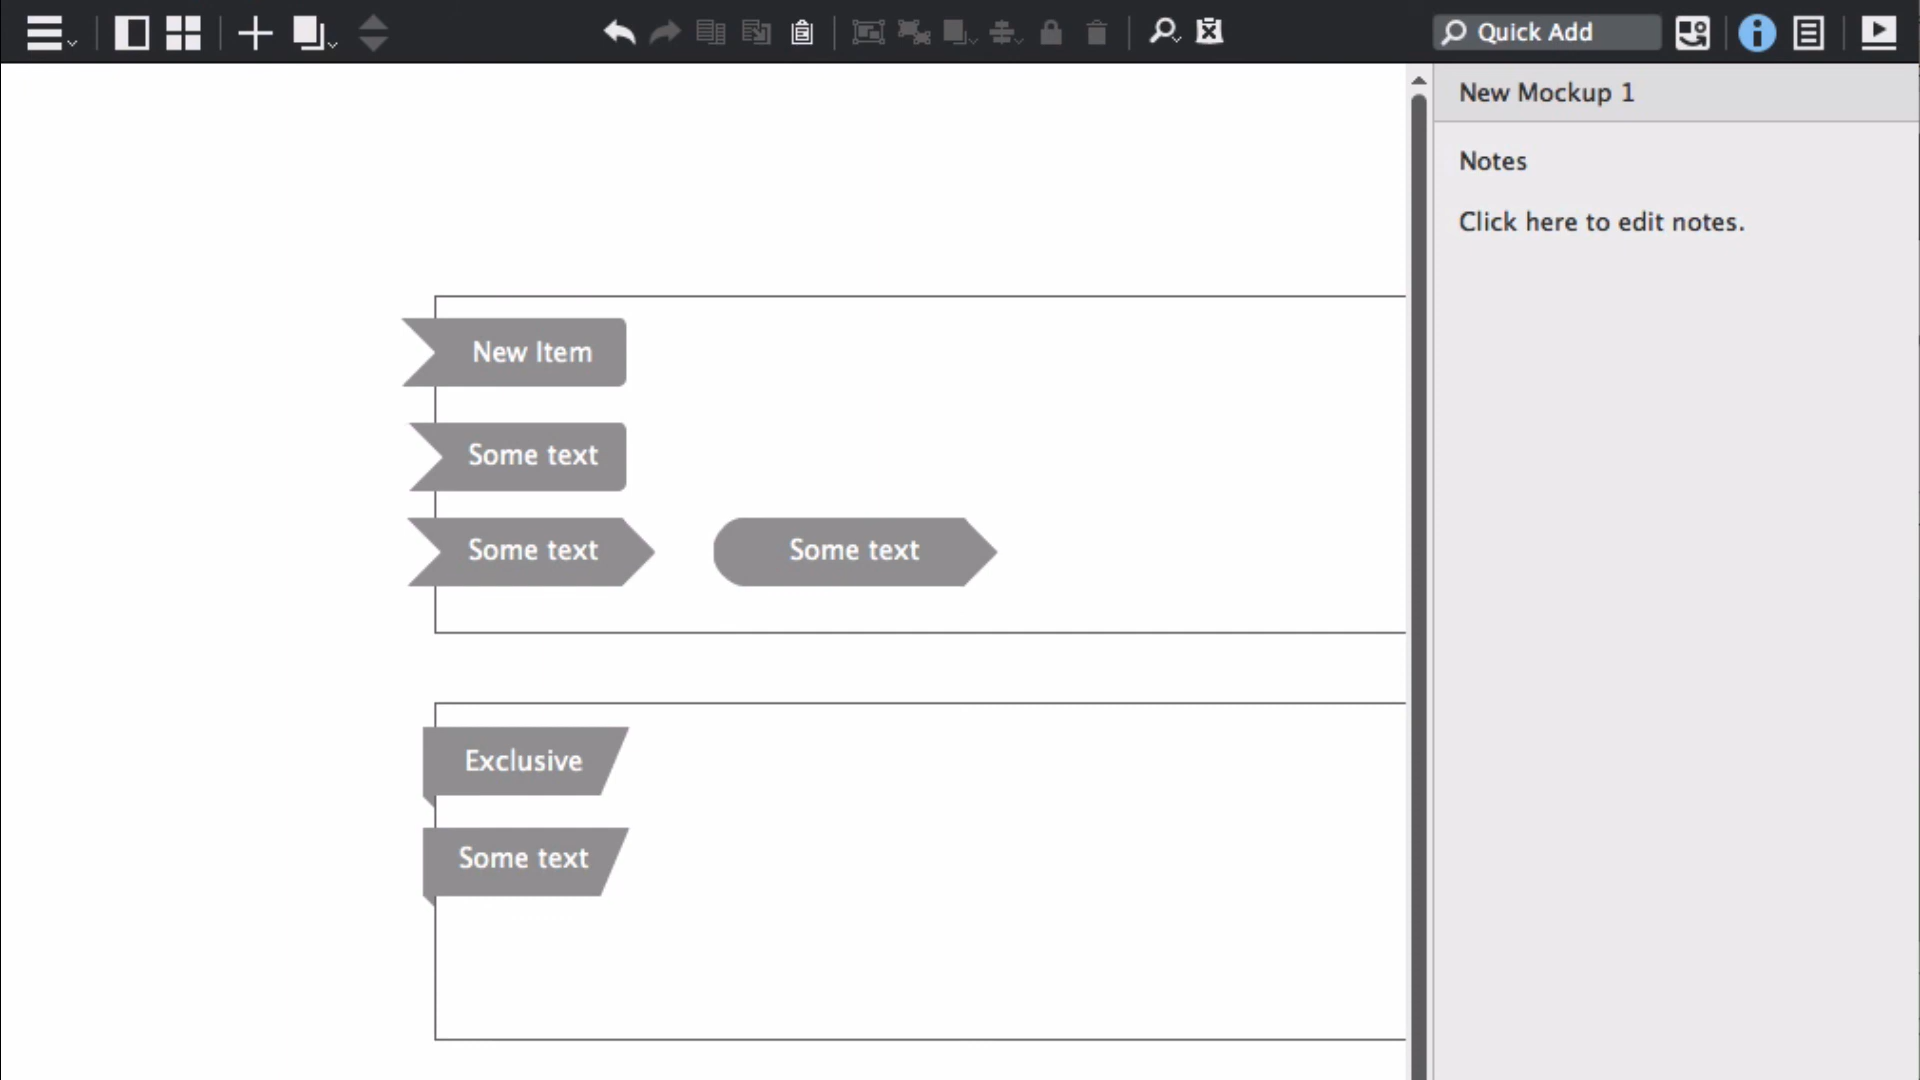 Quick Add
New Mockup 1
Notes
Click here to edit notes.
New Item
Some text
Some text
Some text
Exclusive
Some text